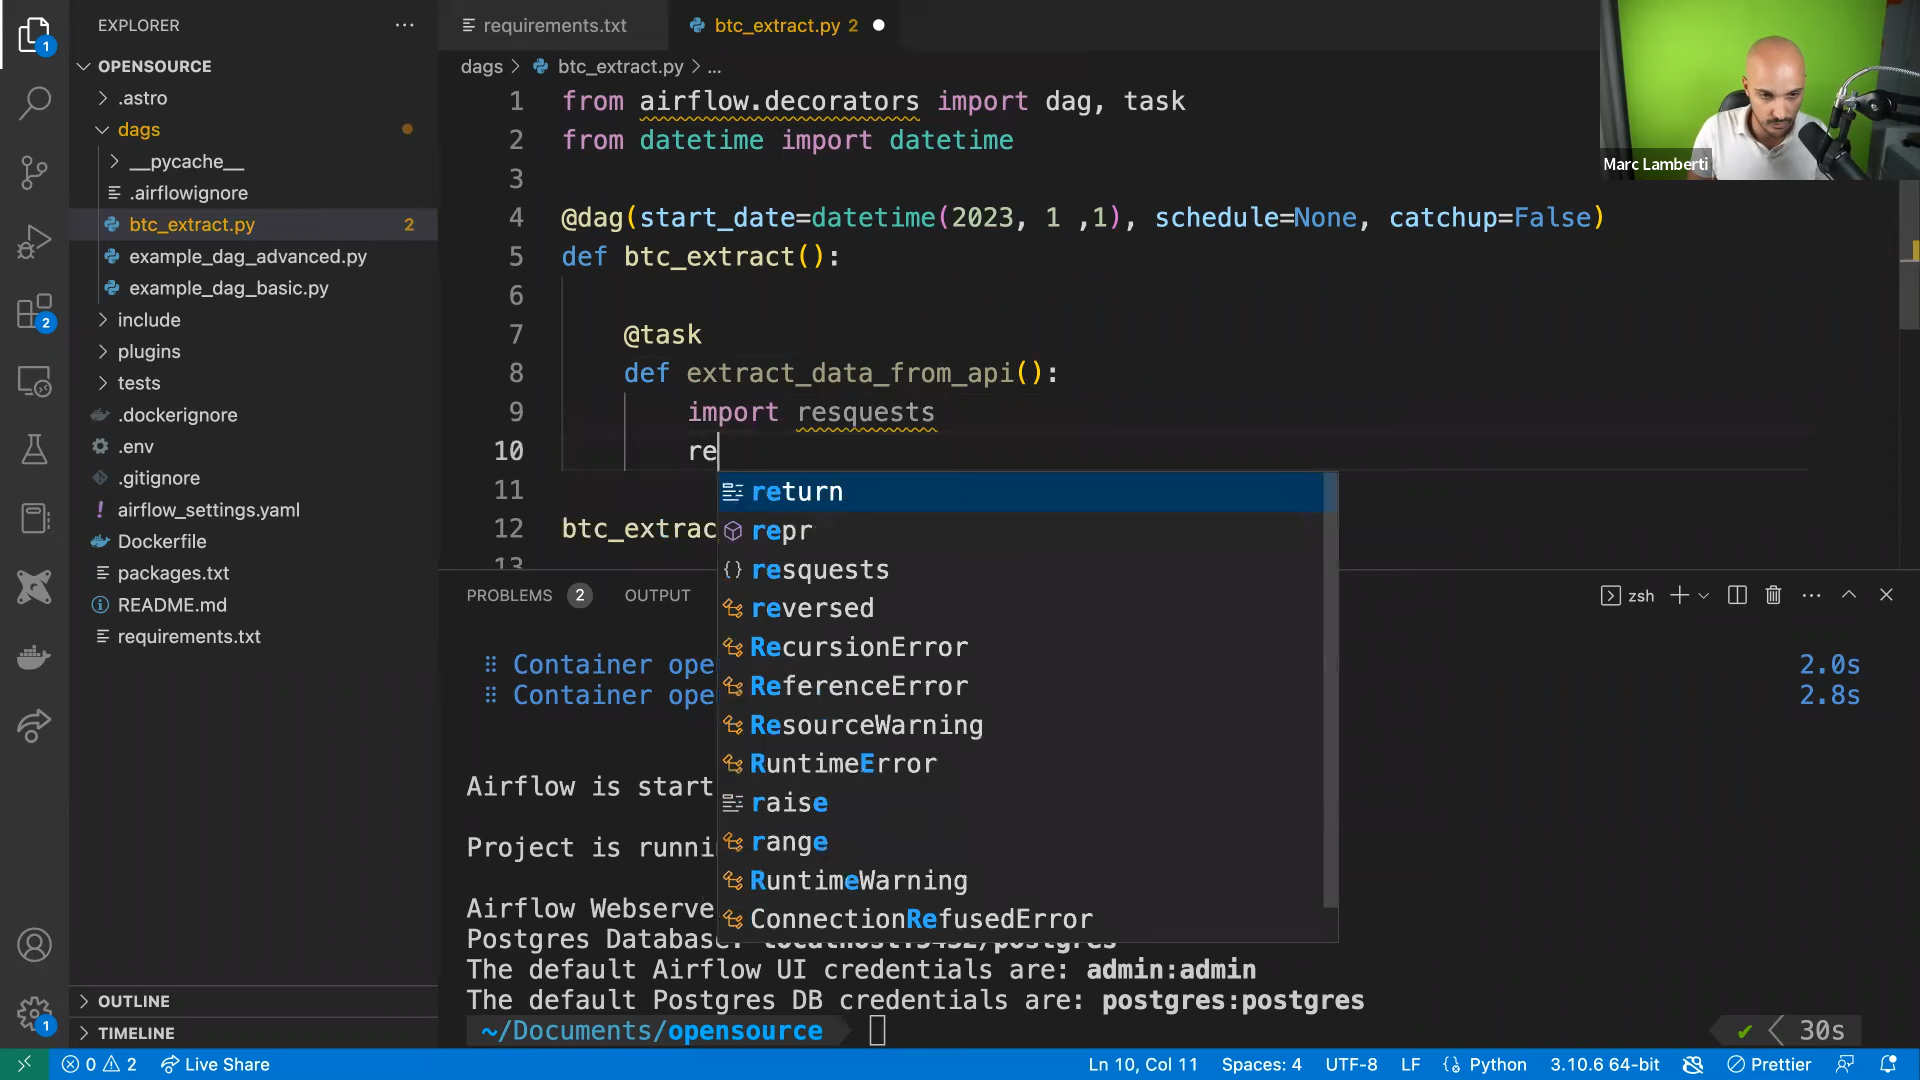 EXPLORER
OPENSOURCE
.astro
dags
__pycache__
.airflowignore
btc_extract.py 2
example_dag_advanced.py
example_dag_basic.py
include
plugins
tests
.dockerignore
.env
.gitignore
airflow_settings.yaml
Dockerfile
packages.txt
README.md
requirements.txt
OUTLINE
TIMELINE
1
2
1
requirements.txt
btc_extract.py 2
dags > btc_extract.py > ...
1 from airflow.decorators import dag, task
2 from datetime import datetime
3
4 @dag(start_date=datetime(2023, 1 ,1), schedule=None, catchup=False)
5 def btc_extract():
6
7 @task
8 def extract_data_from_api():
9 import resquests
10 re
11
12 btc_extrac
13
return
repr
resquests
reversed
RecursionError
ReferenceError
ResourceWarning
RuntimeError
raise
range
RuntimeWarning
ConnectionRefusedError
Marc Lamberti
PROBLEMS 2 OUTPUT
zsh
Container ope 2.0s
Container ope 2.8s
Airflow is start
Project is runni
Airflow Webserve
Postgres Database: localhost:5432/postgres
The default Airflow UI credentials are: admin:admin
The default Postgres DB credentials are: postgres:postgres
~/Documents/opensource
30s
0 2 Live Share Ln 10, Col 11 Spaces: 4 UTF-8 LF Python 3.10.6 64-bit Prettier